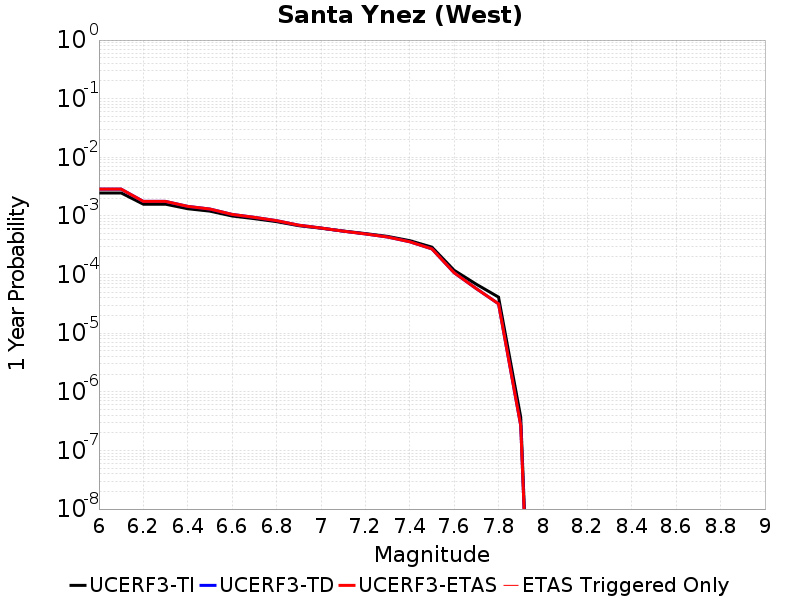 Santa Ynez (West)
10^0
10^-1
10^-2
10^-3
10^-4
10^-5
10^-6
10^-7
10^-8
1 Year Probability
6 6.2 6.4 6.6 6.8 7 7.2 7.4 7.6 7.8 8 8.2 8.4 8.6 8.8 9
Magnitude
UCERF3-TI UCERF3-TD UCERF3-ETAS ETAS Triggered Only